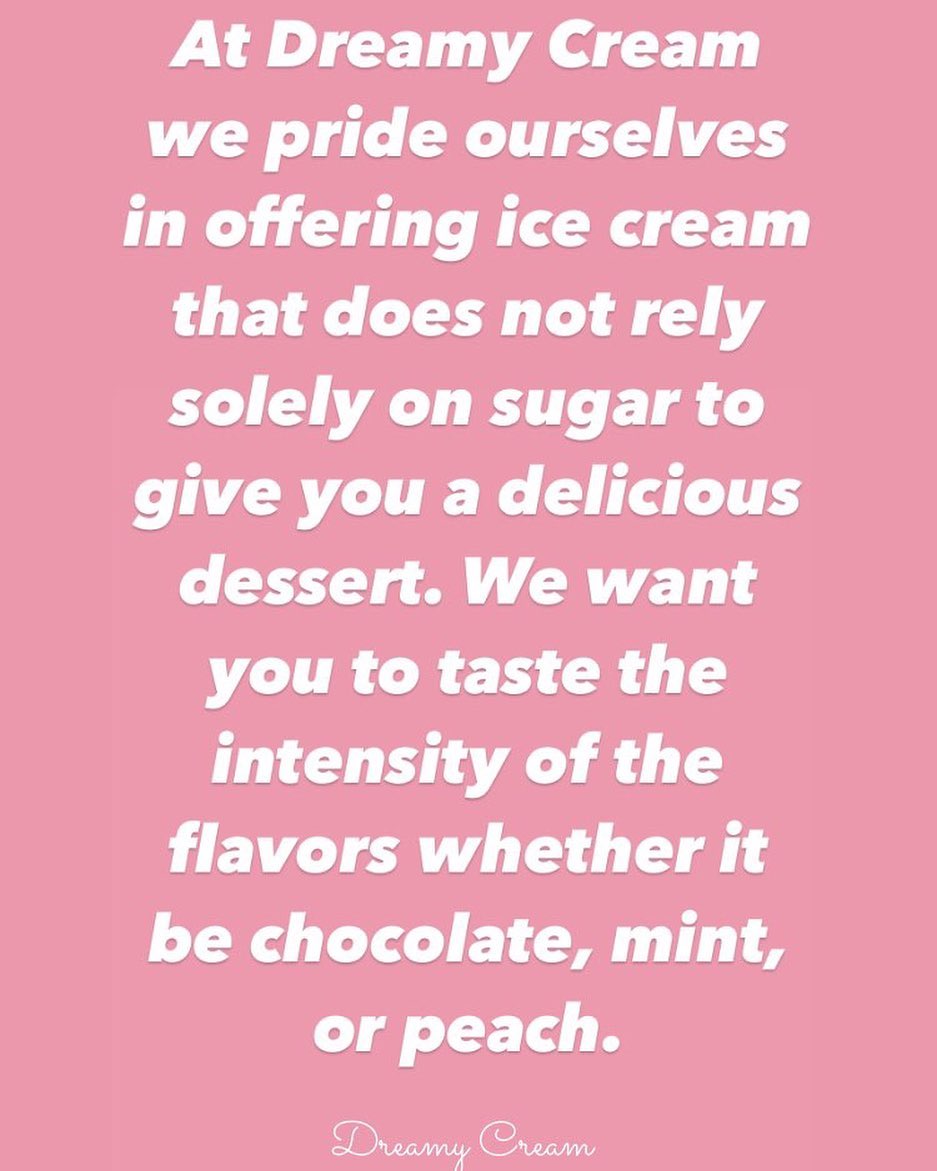 At Dreamy Cream
we pride ourselves
in offering ice cream
that does not rely
solely on sugar to
give you a delicious
dessert. We want
you to taste the
intensity of the
flavors whether it
be chocolate, mint,
or peach.
Dreamy Cream